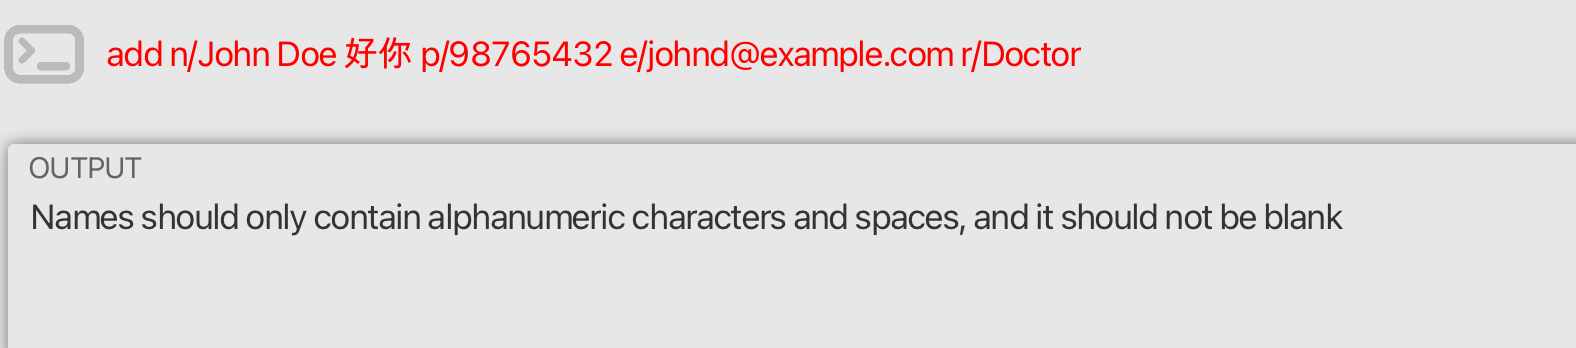 add n/John Doe 好你 p/98765432 e/johnd@example.com r/Doctor
OUTPUT
Names should only contain alphanumeric characters and spaces, and it should not be blank